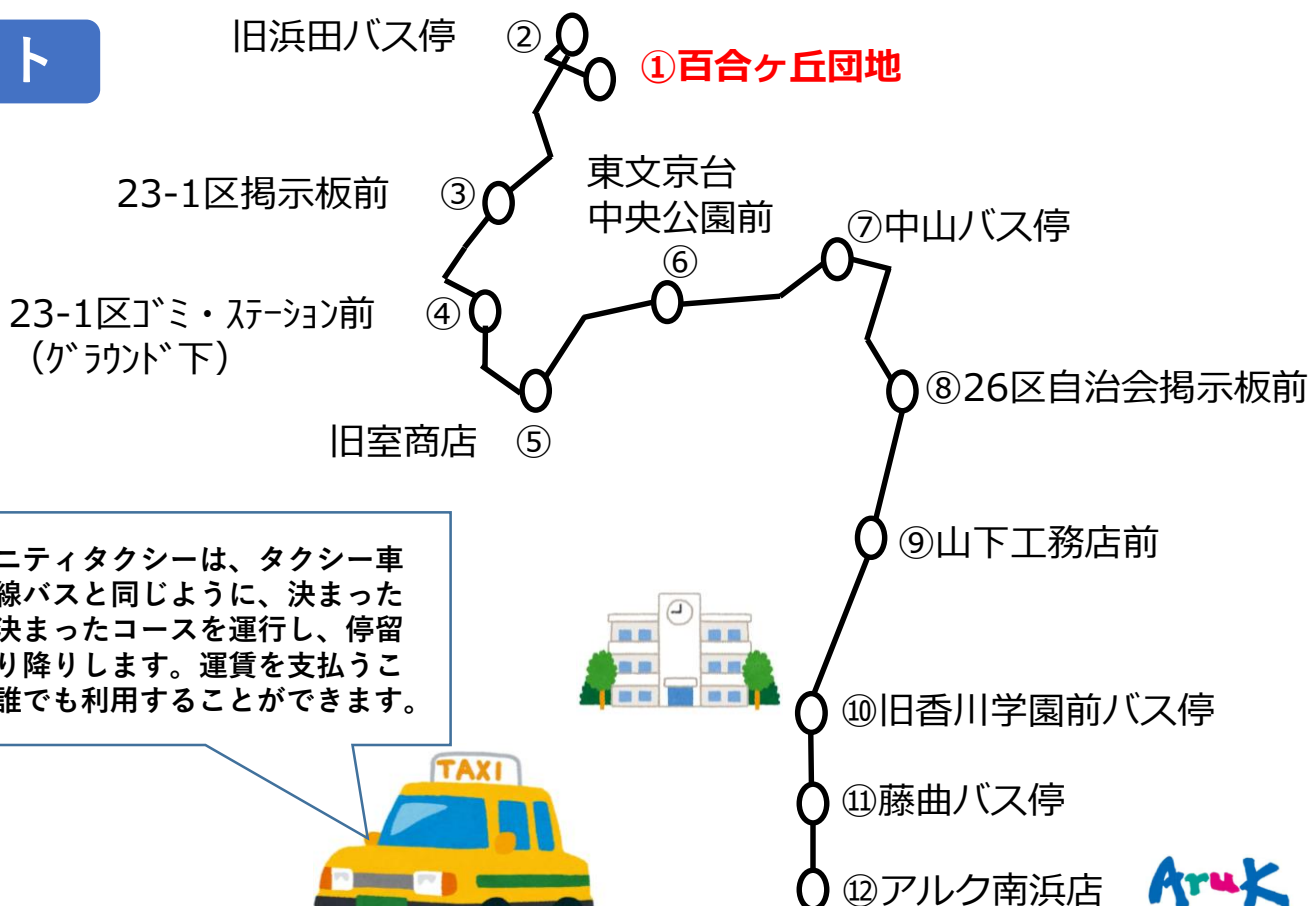 ト
旧浜田バス停 ②
①百合ヶ丘団地
23-1区掲示板前 ③
東文京台
中央公園前
⑥
⑦中山バス停
23-1区ｺﾞﾐ・ｽﾃｰｼｮﾝ前 ④
（ｸﾞﾗｳﾝﾄﾞ下）
⑧26区自治会掲示板前
旧室商店 ⑤
⑨山下工務店前
ニティタクシーは、タクシー車
線バスと同じように、決まった
決まったコースを運行し、停留
り降りします。運賃を支払うこ
誰でも利用することができます。
⑩旧香川学園前バス停
TAXI
⑪藤曲バス停
⑫アルク南浜店
Aruk